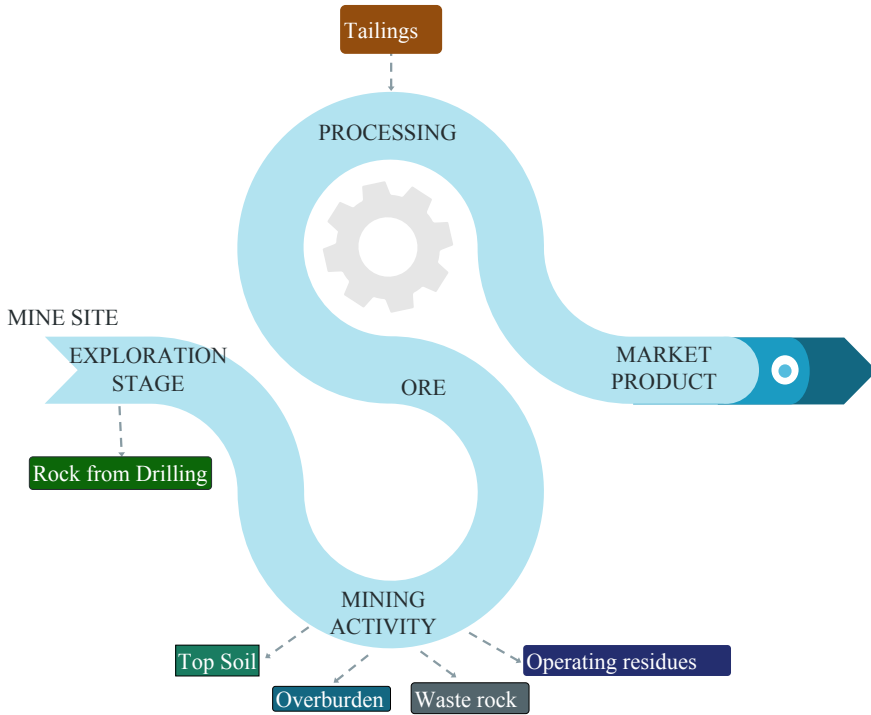 Tailings
PROCESSING
MINE SITE
EXPLORATION
STAGE
ORE
MARKET
PRODUCT
Rock from Drilling
MINING
ACTIVITY
Top Soil
Operating residues
Overburden
Waste rock